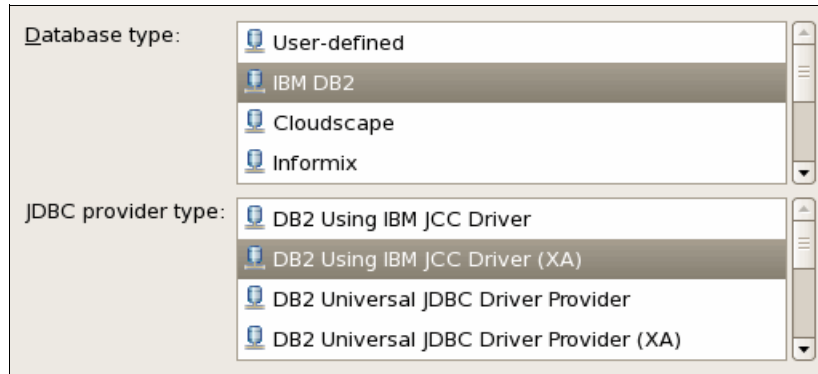 Database type:
User-defined
IBM DB2
Cloudscape
Informix
JDBC provider type:
DB2 Using IBM JCC Driver
DB2 Using IBM JCC Driver (XA)
DB2 Universal JDBC Driver Provider
DB2 Universal JDBC Driver Provider (XA)